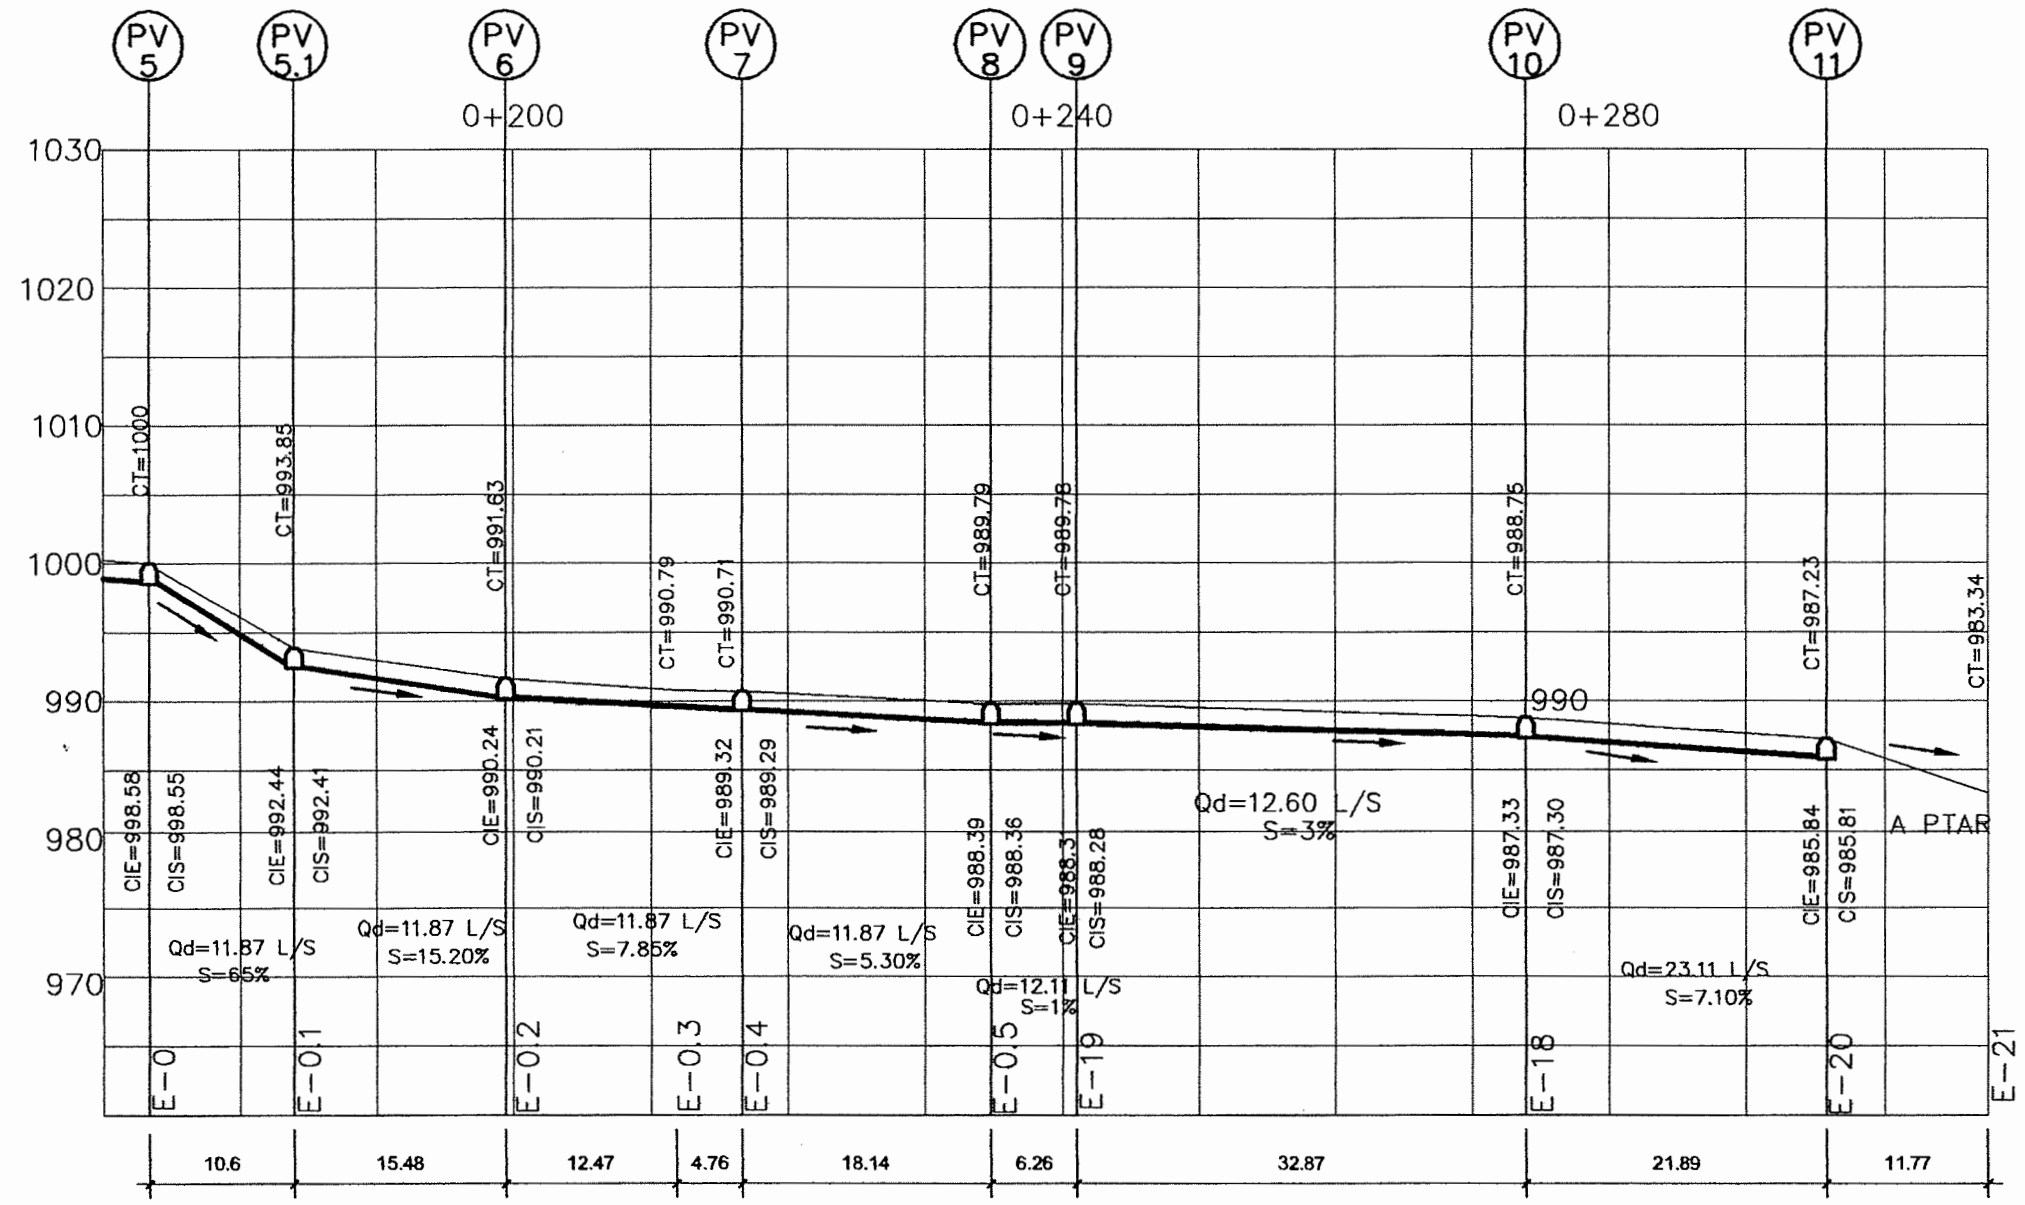 PV 5
PV 5.1
PV 6
PV 7
PV 8
PV 9
PV 10
PV 11
0+200
0+240
0+280
1030
1020
1010
1000
990
980
970
CT=1000
CT=993.85
CT=991.63
CT=990.79
CT=990.71
CT=989.79
CT=989.78
CT=988.75
CT=987.23
CT=983.34
990
CIE=998.58
CIS=998.55
CIE=992.44
CIS=992.41
CIE=990.24
CIS=990.21
CIE=989.32
CIS=989.29
CIE=988.39
CIS=988.36
CIE=988.31
CIS=988.28
CIE=987.33
CIS=987.30
CIE=985.84
CIS=985.81
A PTAR
Qd=11.87 L/S
S=65%
Qd=11.87 L/S
S=15.20%
Qd=11.87 L/S
S=7.85%
Qd=11.87 L/S
S=5.30%
Qd=12.11 L/S
S=1%
Qd=12.60 L/S
S=3%
Qd=23.11 L/S
S=7.10%
E-0
E-0.1
E-0.2
E-0.3
E-0.4
E-0.5
E-19
E-18
E-20
E-21
10.6
15.48
12.47
4.76
18.14
6.26
32.87
21.89
11.77